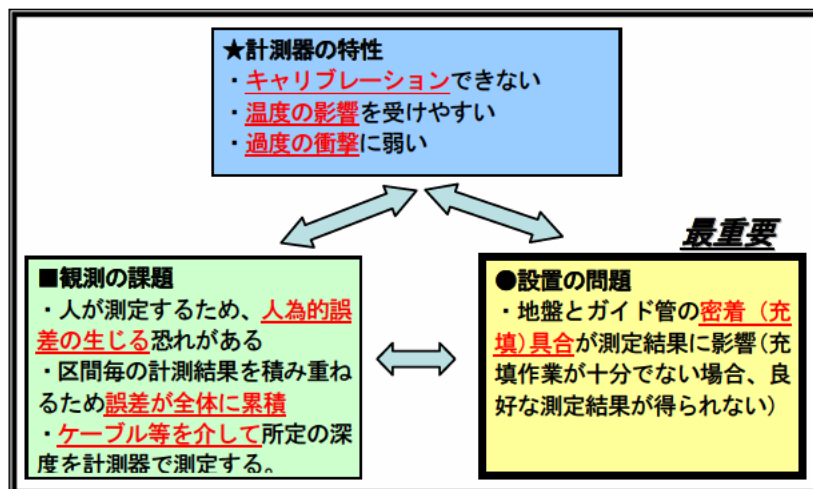 ★計測器の特性
・キャリブレーションできない
・温度の影響を受けやすい
・過度の衝撃に弱い
最重要
■観測の課題
・人が測定するため、人為的誤
差の生じる恐れがある
・区間毎の計測結果を積み重ね
るため誤差が全体に累積
・ケーブル等を介して所定の深
度を計測器で測定する。
●設置の問題
・地盤とガイド管の密着（充
填）具合が測定結果に影響（充
填作業が十分でない場合、良
好な測定結果が得られない）